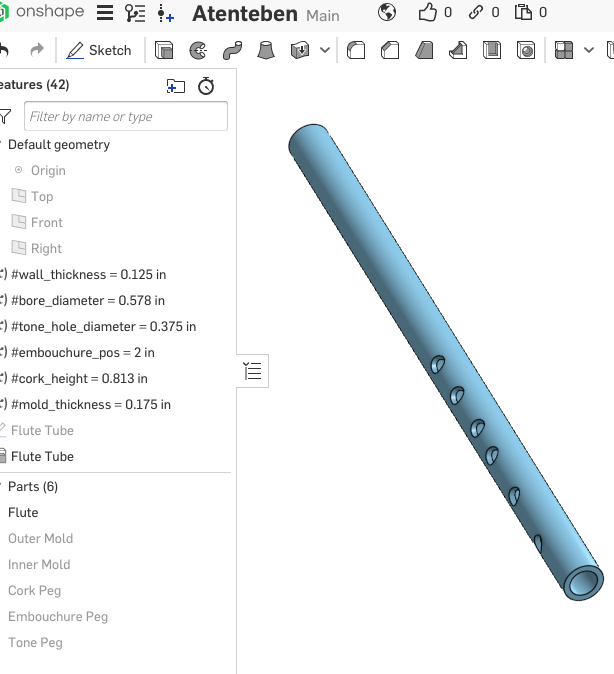 onshape Atenteben Main 0 0 0
Sketch
eatures (42)
Filter by name or type
Default geometry
Origin
Top
Front
Right
#wall_thickness = 0.125 in
#bore_diameter = 0.578 in
#tone_hole_diameter = 0.375 in
#embouchure_pos = 2 in
#cork_height = 0.813 in
#mold_thickness = 0.175 in
Flute Tube
Flute Tube
Parts (6)
Flute
Outer Mold
Inner Mold
Cork Peg
Embouchure Peg
Tone Peg